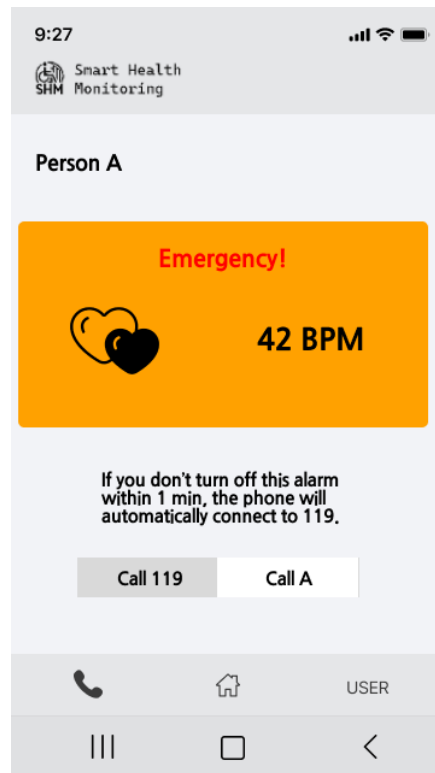 9:27
SHM
Smart Health
Monitoring
Person A
Emergency!
42 BPM
If you don't turn off this alarm
within 1 min, the phone will
automatically connect to 119.
Call 119
Call A
USER